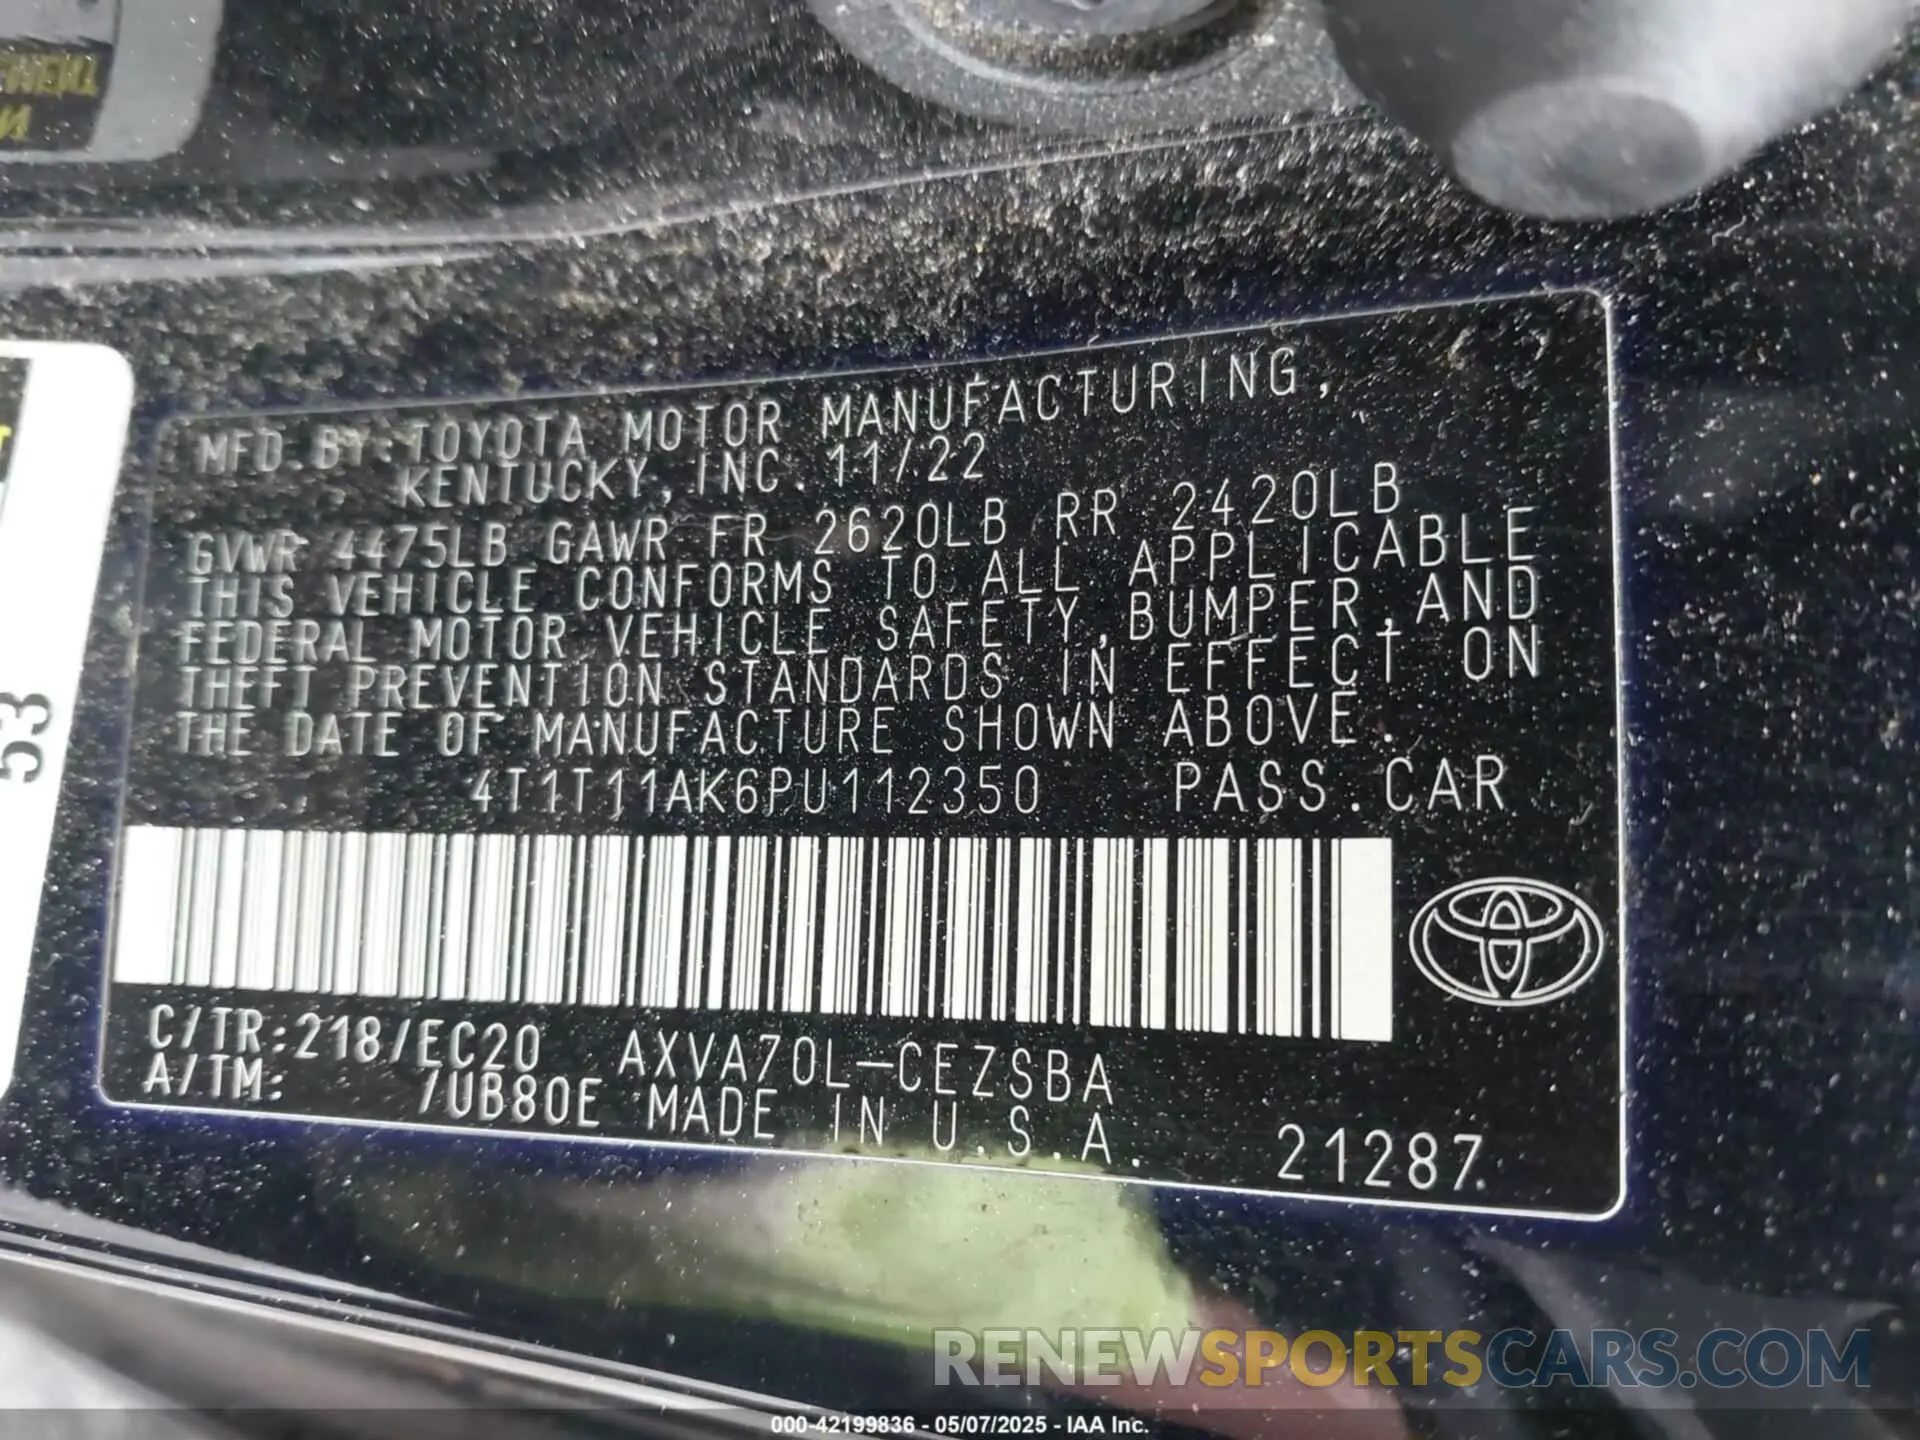 MFD.BY:TOYOTA MOTOR MANUFACTURING,
KENTUCKY,INC. 11/22
GVWR 4475LB GAWR FR 2620LB RR 2420LB
THIS VEHICLE CONFORMS TO ALL APPLICABLE
FEDERAL MOTOR VEHICLE SAFETY,BUMPER,AND
THEFT PREVENTION STANDARDS IN EFFECT ON
THE DATE OF MANUFACTURE SHOWN ABOVE.
4T1T11AK6PU112350 PASS.CAR
C/TR:218/EC20 AXVA70L-CEZSBA
A/TM: /UB80E MADE IN U.S.A. 21287.
53
RENEWSPORTSCARS.COM
000-42199836 - 05/07/2025 - IAA Inc.